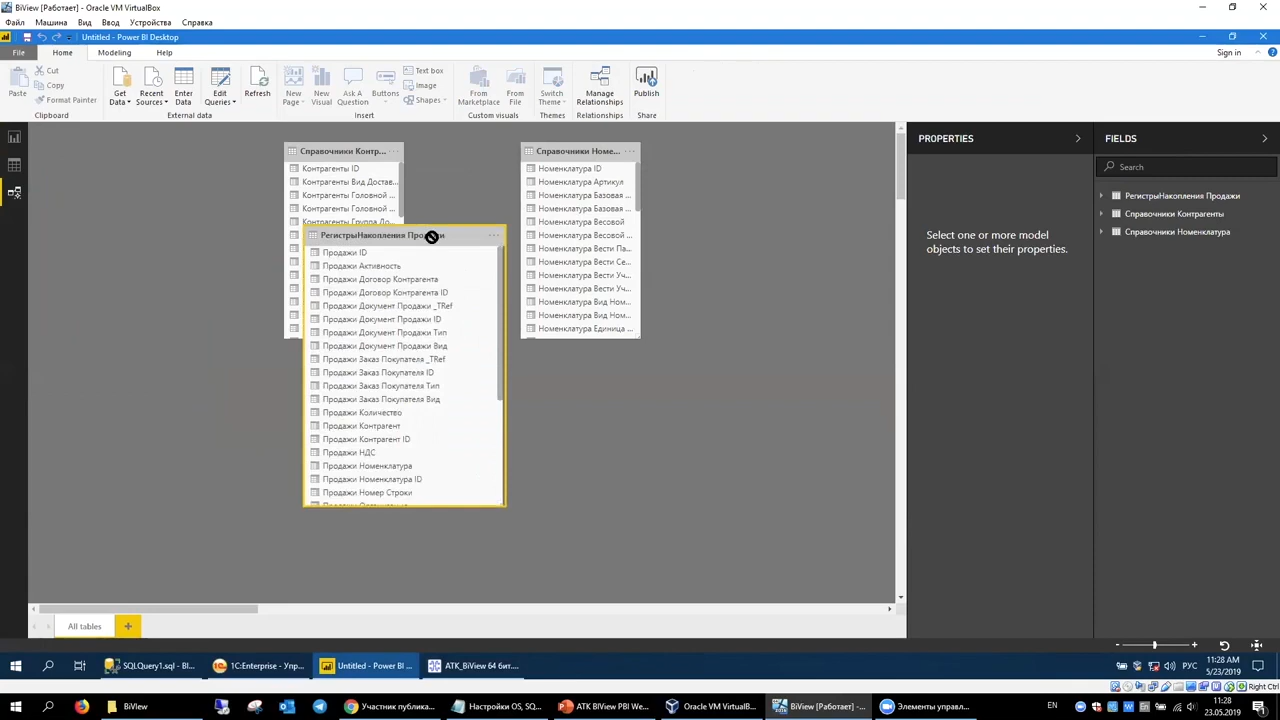 BiView [Работает] - Oracle VM VirtualBox
Файл Машина Вид Ввод Устройства Справка
Untitled - Power BI Desktop
File Home Modeling Help
Sign in
Paste
Cut
Copy
Format Painter
Clipboard
Get Data
Recent Sources
Enter Data
Edit Queries
Refresh
External data
New Page
New Visual
Ask A Question
Buttons
Text box
Image
Shapes
Insert
From Marketplace
From File
Custom visuals
Switch Theme
Themes
Manage Relationships
Relationships
Publish
Share
Справочники Контр...
Контрагенты ID
Контрагенты Вид Достав...
Контрагенты Головной ...
Контрагенты Головной ...
Контрагенты Группа До...
РегистрыНакопления Продажи
Продажи ID
Продажи Активность
Продажи Договор Контрагента
Продажи Договор Контрагента ID
Продажи Документ Продажи _TRef
Продажи Документ Продажи ID
Продажи Документ Продажи Тип
Продажи Документ Продажи Вид
Продажи Заказ Покупателя _TRef
Продажи Заказ Покупателя ID
Продажи Заказ Покупателя Тип
Продажи Заказ Покупателя Вид
Продажи Количество
Продажи Контрагент
Продажи Контрагент ID
Продажи НДС
Продажи Номенклатура
Продажи Номенклатура ID
Продажи Номер Строки
Справочники Номе...
Номенклатура ID
Номенклатура Артикул
Номенклатура Базовая ...
Номенклатура Базовая ...
Номенклатура Весовой
Номенклатура Весовой ...
Номенклатура Вести Па...
Номенклатура Вести Се...
Номенклатура Вести Уч...
Номенклатура Вести Уч...
Номенклатура Вид Ном...
Номенклатура Вид Ном...
Номенклатура Единица ...
PROPERTIES
Select one or more model
objects to set their properties.
FIELDS
Search
РегистрыНакопления Продажи
Справочники Контрагенты
Справочники Номенклатура
All tables
SQLQuery1.sql - BI...
1C:Enterprise - Упр...
Untitled - Power BI ...
ATK_BiView 64 бит...
РУС
11:28 AM
5/23/2019
Right Ctrl
BiView
Участник публика...
Настройки OS, SQ...
ATK BIView PBI We...
Oracle VM VirtualB...
BiView [Работает] -...
Элементы управл...
EN
11:28
23.05.2019